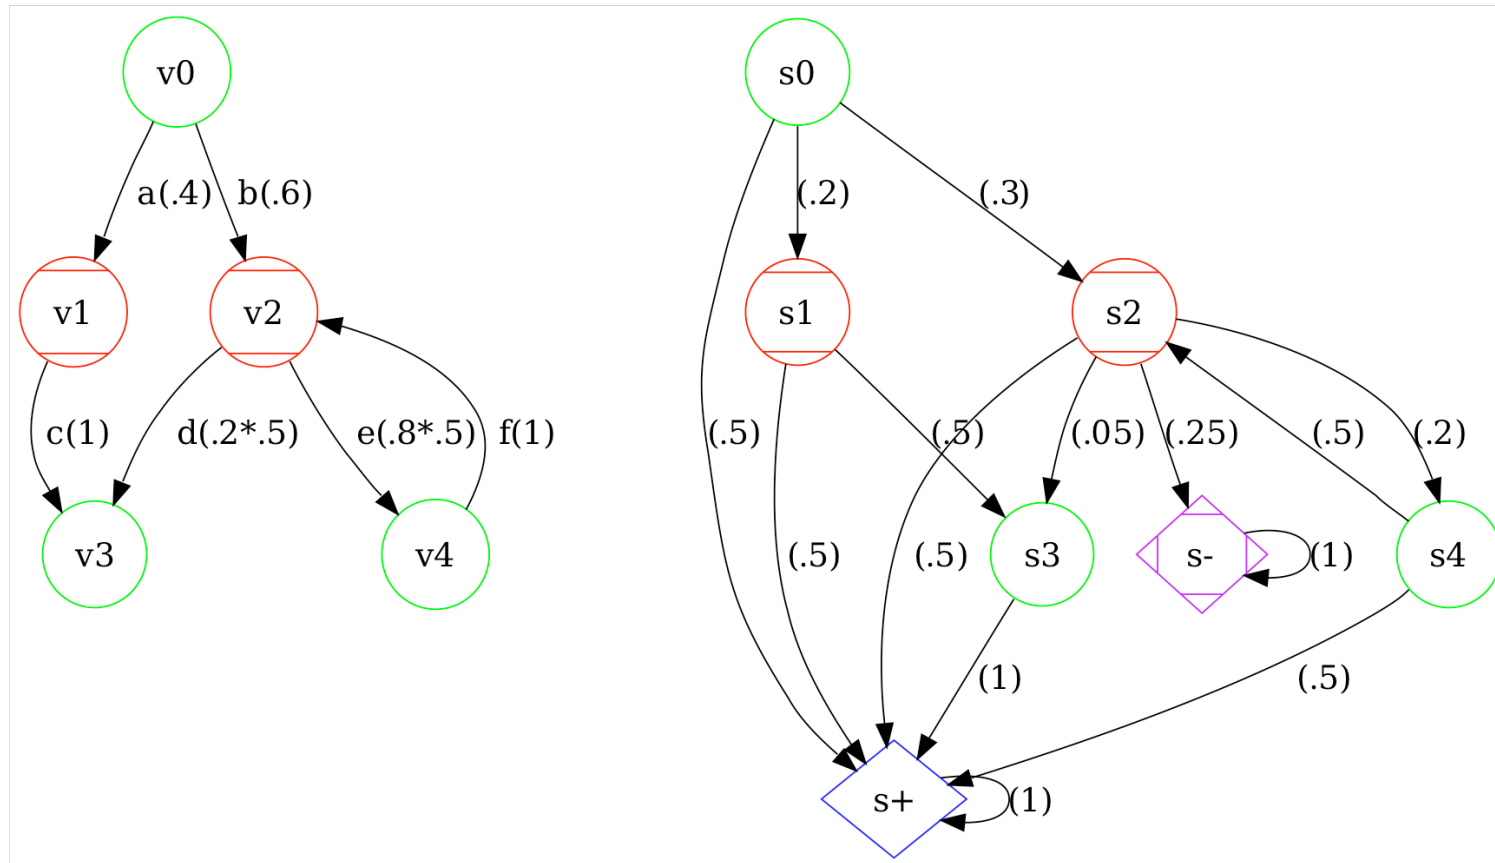 v0
s0
a(.4)
b(.6)
(.2)
(.3)
v1
v2
s1
s2
c(1)
d(.2*.5)
e(.8*.5)
f(1)
(.5)
(.5)
(.05)
(.25)
(.5)
(.2)
v3
v4
(.5)
(.5)
s3
s-
(1)
s4
(1)
(.5)
s+
(1)